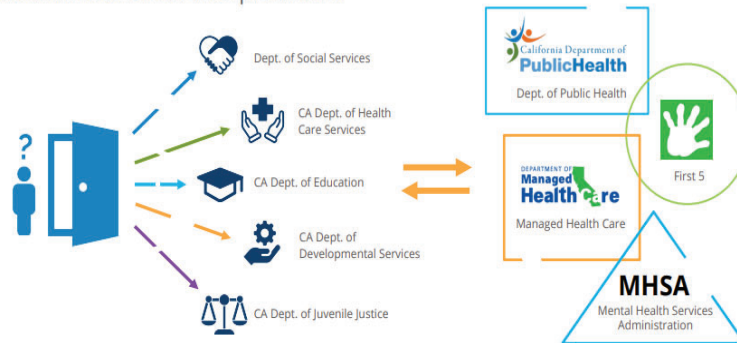 ?
Dept. of Social Services
CA Dept. of Health
Care Services
CA Dept. of Education
CA Dept. of
Developmental Services
CA Dept. of Juvenile Justice
California Department of
PublicHealth
Dept. of Public Health
First 5
DEPARTMENT OF
Managed
Health Care
Managed Health Care
MHSA
Mental Health Services
Administration